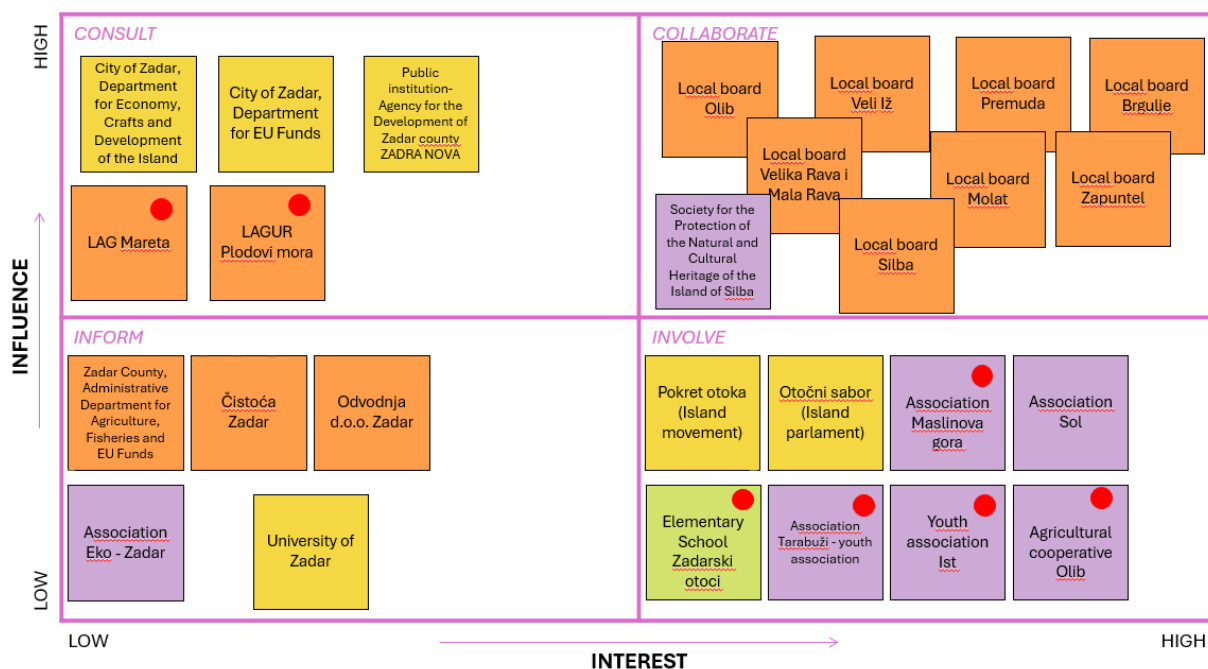 HIGH
CONSULT
City of Zadar,
Department
for Economy,
Crafts and
Development
of the Island
City of Zadar,
Department
for EU Funds
Public
institution-
Agency for the
Development of
Zadar county
ZADRA NOVA
LAG Mareta
LAGUR
Plodovi mora
COLLABORATE
Local board
Olib
Local board
Veli Iž
Local board
Premuda
Local board
Brgulje
Local board
Velika Rava i
Mala Rava
Local board
Molat
Local board
Zapuntel
Society for the
Protection of
the Natural and
Cultural
Heritage of the
Island of Silba
Local board
Silba
INFLUENCE
INFORM
Zadar County,
Administrative
Department for
Agriculture,
Fisheries and
EU Funds
Čistoća
Zadar
Odvodnja
d.o.o. Zadar
Association
Eko - Zadar
University of
Zadar
INVOLVE
Pokret otoka
(Island
movement)
Otočni sabor
(Island
parlament)
Association
Maslinova
gora
Association
Sol
Elementary
School
Zadarski
otoci
Association
Tarabuži - youth
association
Youth
association
Ist
Agricultural
cooperative
Olib
LOW
LOW
INTEREST
HIGH